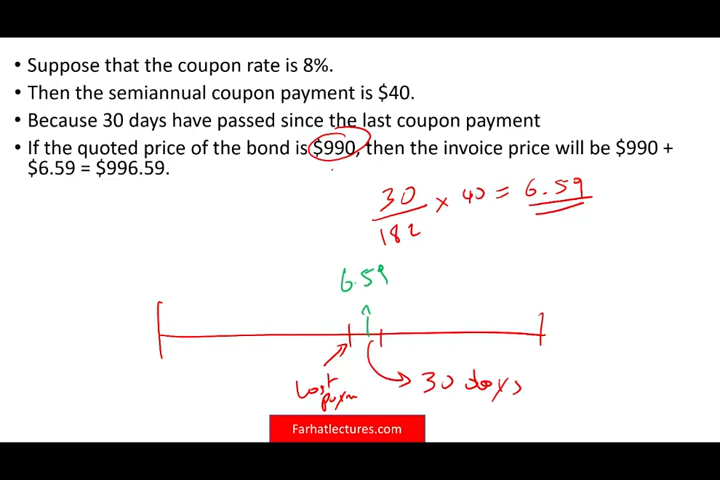 • Suppose that the coupon rate is 8%.
• Then the semiannual coupon payment is $40.
• Because 30 days have passed since the last coupon payment
• If the quoted price of the bond is $990, then the invoice price will be $990 +
$6.59 = $996.59.
30/182 × 40 = 6.59
6.59
Last
30 days
Farhatlectures.com